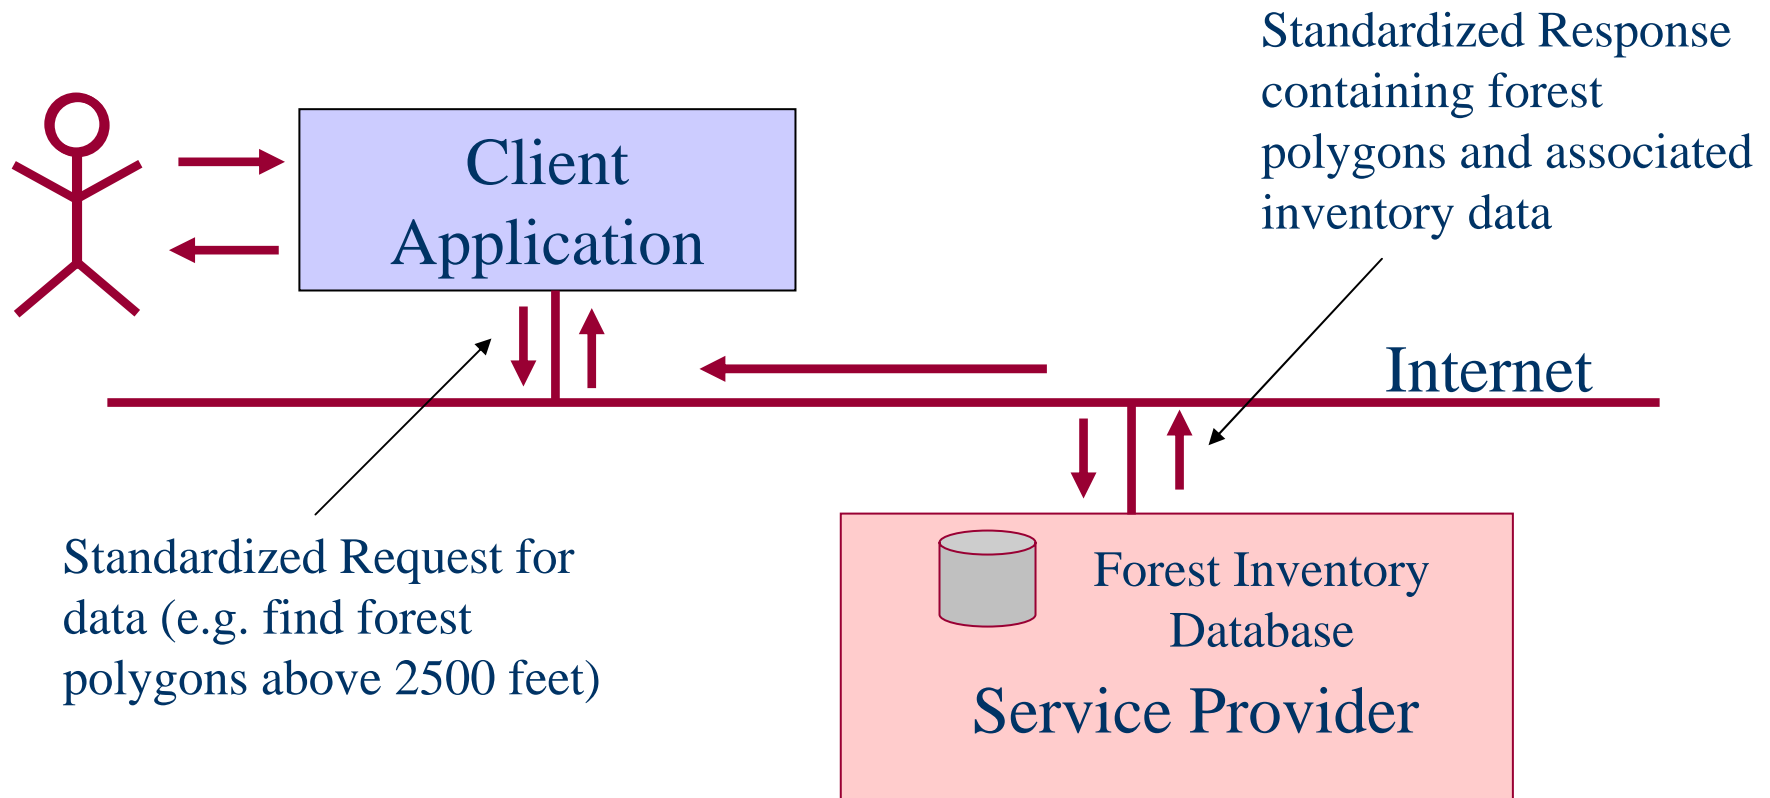 Standardized Response
containing forest
polygons and associated
inventory data
Client
Application
Internet
Standardized Request for
data (e.g. find forest
polygons above 2500 feet)
Forest Inventory
Database
Service Provider